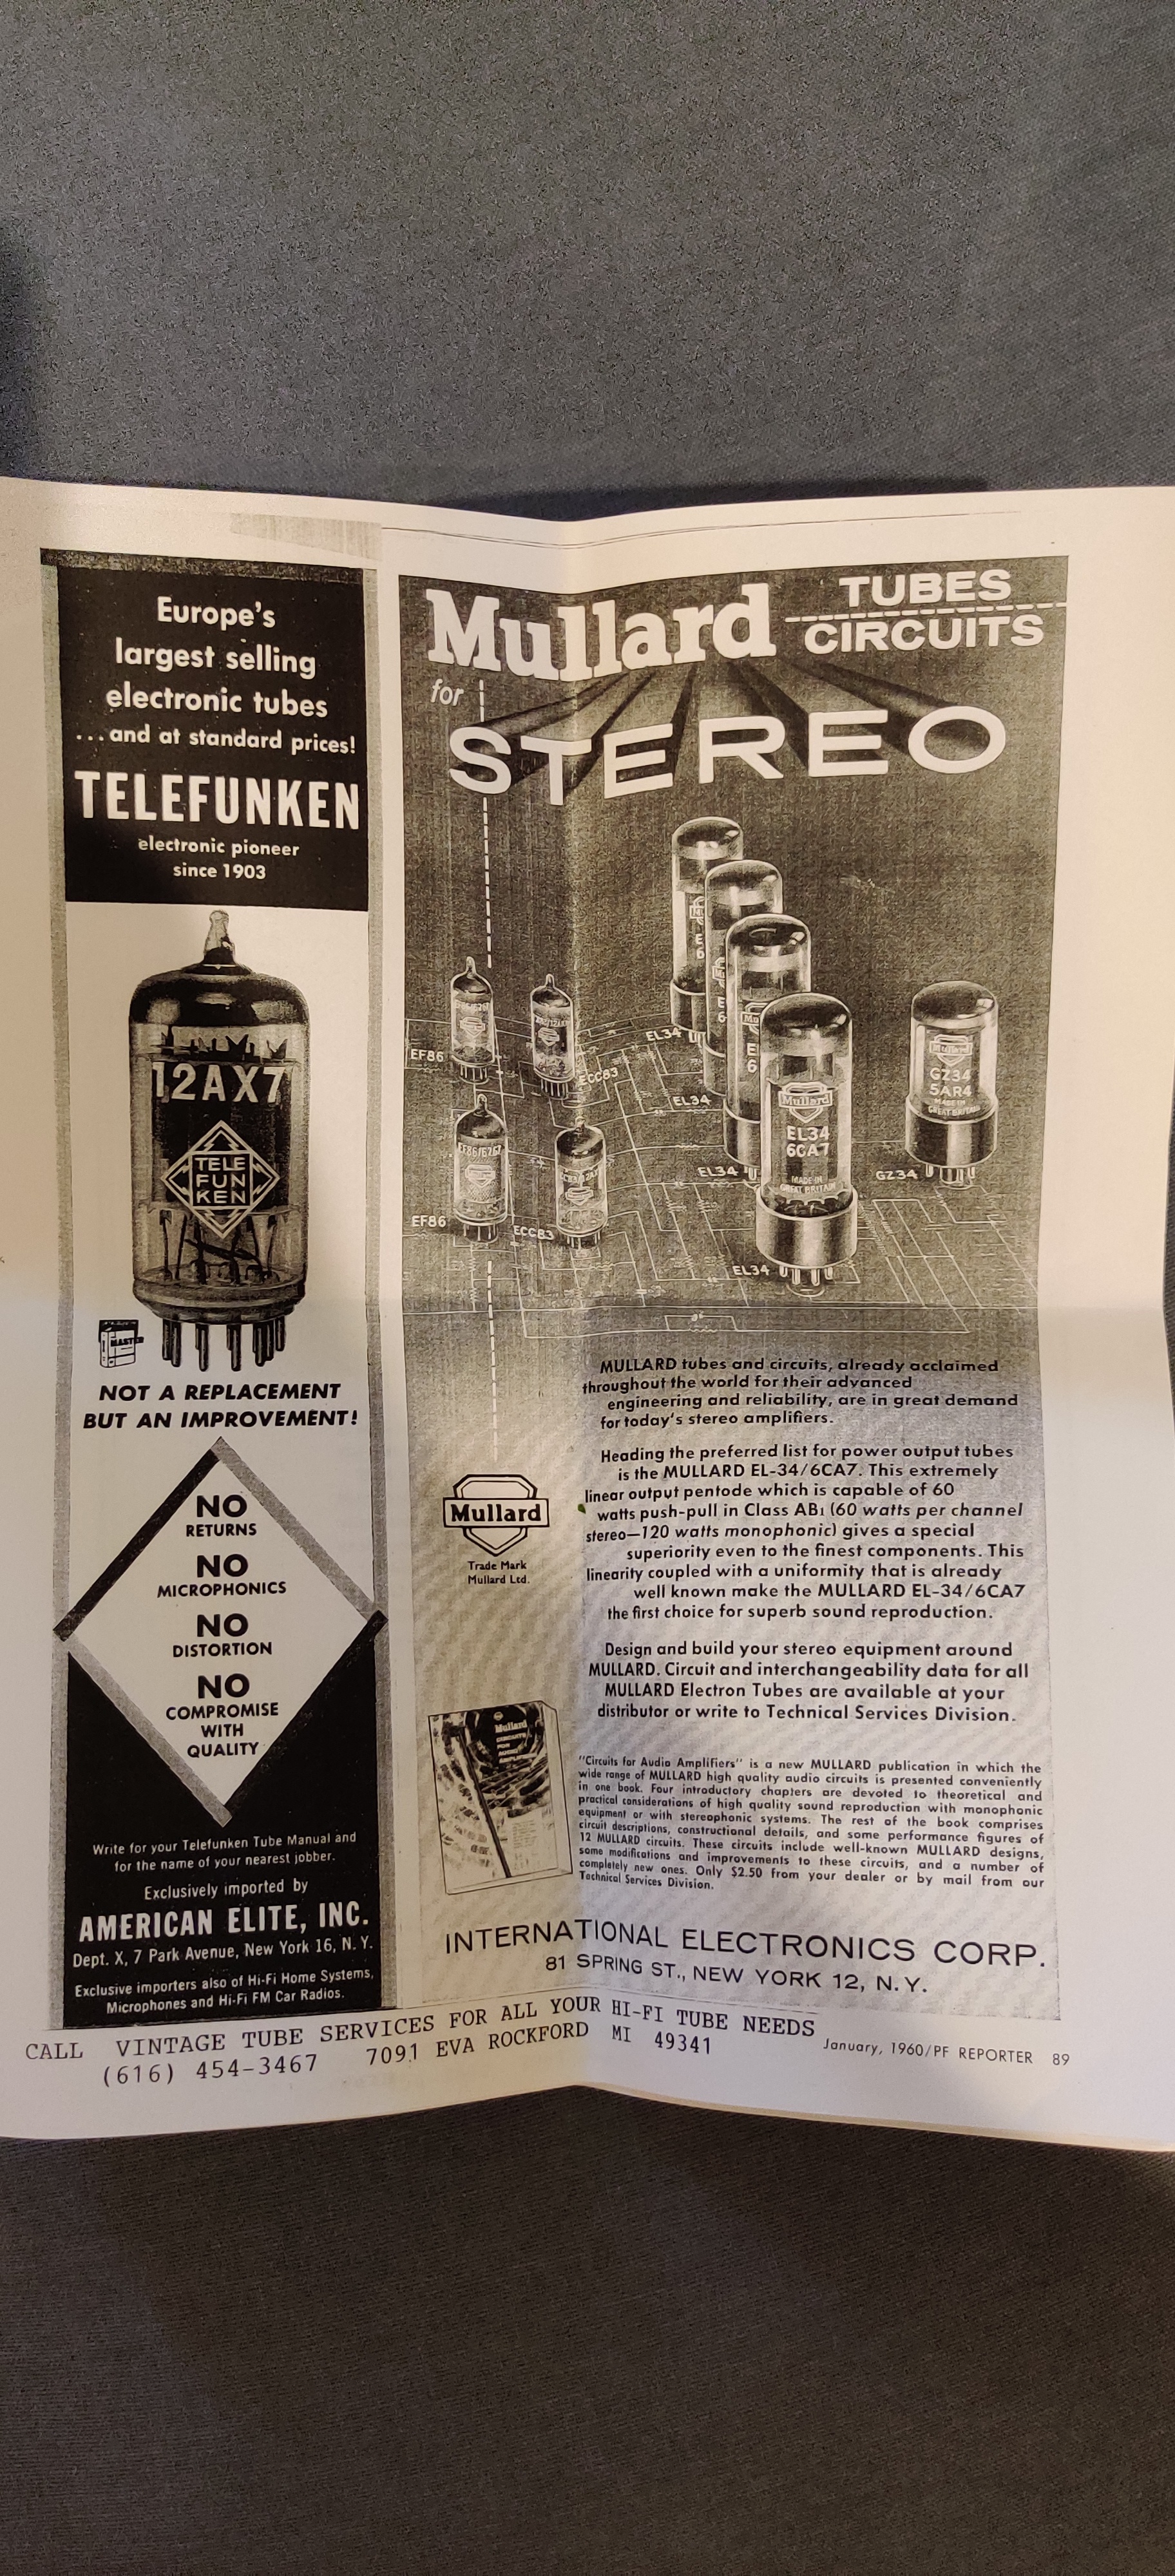 Europe's
largest selling
electronic tubes
...and at standard prices!
TELEFUNKEN
electronic pioneer
since 1903
12AX7
TELE
FUN
KEN
MASTER
NOT A REPLACEMENT
BUT AN IMPROVEMENT!
NO
RETURNS
NO
MICROPHONICS
NO
DISTORTION
NO
COMPROMISE
WITH
QUALITY
Write for your Telefunken Tube Manual and
for the name of your nearest jobber.
Exclusively imported by
AMERICAN ELITE, INC.
Dept. X, 7 Park Avenue, New York 16, N. Y.
Exclusive importers also of Hi-Fi Home Systems,
Microphones and Hi-Fi FM Car Radios.
Mullard TUBES
CIRCUITS
for
STEREO
EF86
ECC83
EL34
EL34
EL34
EL34
6CA7
MADE IN
GREAT BRITAIN
Mullard
GZ34
5AR4
MADE IN
GREAT BRITAIN
Mullard
GZ34
EF86/6267
EF86
ECC83
EL34
MULLARD tubes and circuits, already acclaimed
throughout the world for their advanced
engineering and reliability, are in great demand
for today's stereo amplifiers.
Heading the preferred list for power output tubes
is the MULLARD EL-34/6CA7. This extremely
linear output pentode which is capable of 60
watts push-pull in Class AB₁ (60 watts per channel
stereo—120 watts monophonic) gives a special
superiority even to the finest components. This
linearity coupled with a uniformity that is already
well known make the MULLARD EL-34/6CA7
the first choice for superb sound reproduction.
Mullard
Trade Mark
Mullard Ltd.
Design and build your stereo equipment around
MULLARD. Circuit and interchangeability data for all
MULLARD Electron Tubes are available at your
distributor or write to Technical Services Division.
Mullard
"Circuits for Audio Amplifiers" is a new MULLARD publication in which the
wide range of MULLARD high quality audio circuits is presented conveniently
in one book. Four introductory chapters are devoted to theoretical and
practical considerations of high quality sound reproduction with monophonic
equipment or with stereophonic systems. The rest of the book comprises
circuit descriptions, constructional details, and some performance figures of
12 MULLARD circuits. These circuits include well-known MULLARD designs,
some modifications and improvements to these circuits, and a number of
completely new ones. Only $2.50 from your dealer or by mail from our
Technical Services Division.
INTERNATIONAL ELECTRONICS CORP.
81 SPRING ST., NEW YORK 12, N.Y.
CALL VINTAGE TUBE SERVICES FOR ALL YOUR HI-FI TUBE NEEDS
(616) 454-3467 7091 EVA ROCKFORD MI 49341
January, 1960/PF REPORTER 89